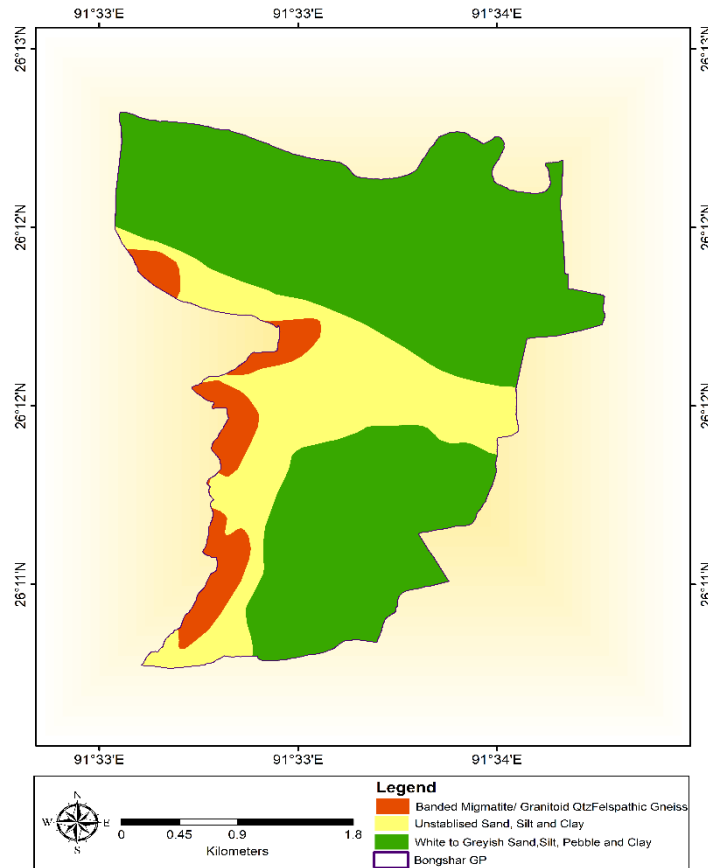 91°33'E 91°33'E 91°34'E
26°13'N 26°13'N
26°12'N 26°12'N
26°12'N 26°12'N
26°11'N 26°11'N
91°33'E 91°33'E 91°34'E
N
W E
S
0 0.45 0.9 1.8
Kilometers
Legend
Banded Migmatite/ Granitoid QtzFelspathic Gneiss
Unstablised Sand, Silt and Clay
White to Greyish Sand,Silt, Pebble and Clay
Bongshar GP